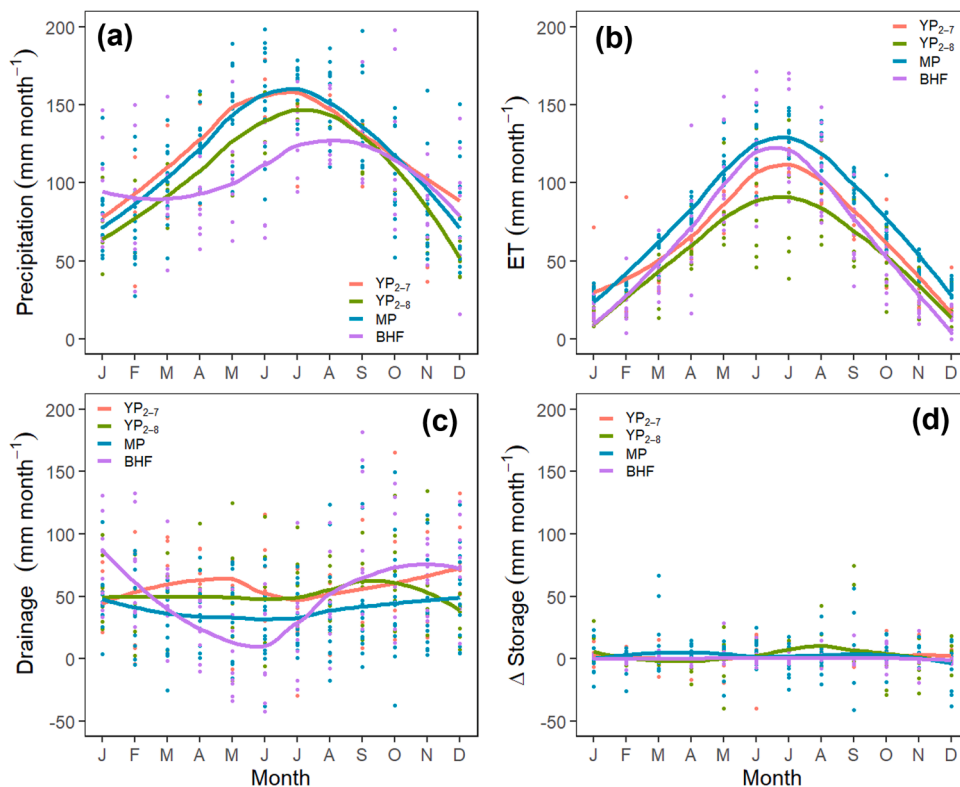 (a)
Precipitation (mm month⁻¹)
200
150
100
50
0
YP₂₋₇
YP₂₋₈
MP
BHF
J F M A M J J A S O N D
(b)
ET (mm month⁻¹)
200
150
100
50
0
YP₂₋₇
YP₂₋₈
MP
BHF
J F M A M J J A S O N D
(c)
Drainage (mm month⁻¹)
200
150
100
50
0
-50
YP₂₋₇
YP₂₋₈
MP
BHF
J F M A M J J A S O N D
Month
(d)
Δ Storage (mm month⁻¹)
200
150
100
50
0
-50
YP₂₋₇
YP₂₋₈
MP
BHF
J F M A M J J A S O N D
Month